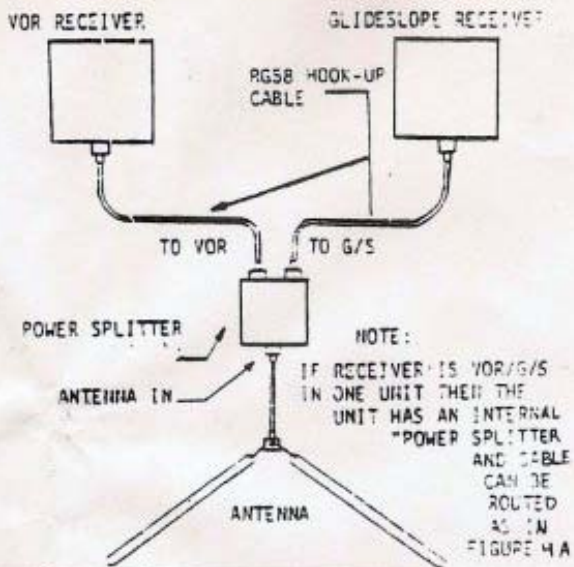 VOR RECEIVER
GLIDESLOPE RECEIVER
RG58 HOOK-UP
CABLE
TO VOR
TO G/S
POWER SPLITTER
ANTENNA IN
ANTENNA
NOTE:
IF RECEIVER IS VOR/G/S
IN ONE UNIT THEN THE
UNIT HAS AN INTERNAL
"POWER SPLITTER
AND CABLE
CAN BE
ROUTED
AS IN
FIGURE 4A